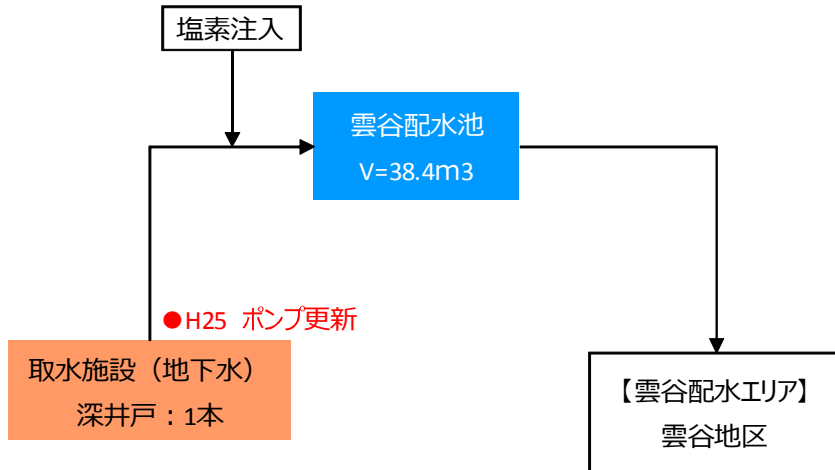 塩素注入
雲谷配水池
V=38.4m3
●H25 ポンプ更新
取水施設（地下水）
深井戸：1本
【雲谷配水エリア】
雲谷地区